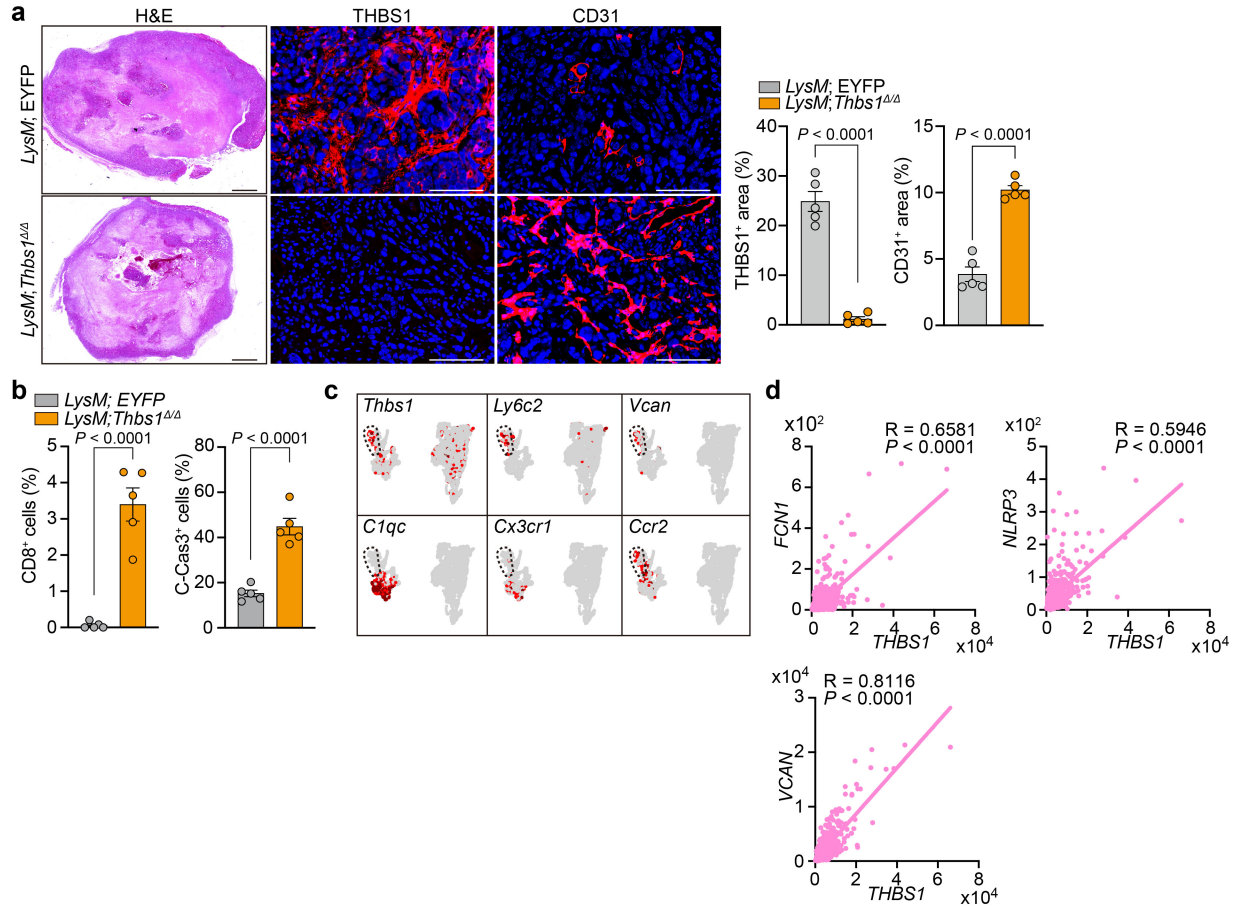 a
H&E THBS1 CD31
LysM; EYFP
LysM;Thbs1Δ/Δ
LysM; EYFP
LysM;Thbs1Δ/Δ
P < 0.0001
THBS1⁺ area (%)
40
30
20
10
0
P < 0.0001
CD31⁺ area (%)
15
10
5
0
b
LysM; EYFP
LysM;Thbs1Δ/Δ
P < 0.0001
CD8⁺ cells (%)
5
4
3
2
1
0
P < 0.0001
C-Cas3⁺ cells (%)
80
60
40
20
0
c
Thbs1 Ly6c2 Vcan
C1qc Cx3cr1 Ccr2
d
x10²
R = 0.6581
P < 0.0001
FCN1
8
6
4
2
0
0 2 4 6 8
THBS1 x10⁴
x10²
R = 0.5946
P < 0.0001
NLRP3
5
4
3
2
1
0
0 2 4 6 8
THBS1 x10⁴
x10⁴
R = 0.8116
P < 0.0001
VCAN
3
2
1
0
0 2 4 6 8
THBS1 x10⁴